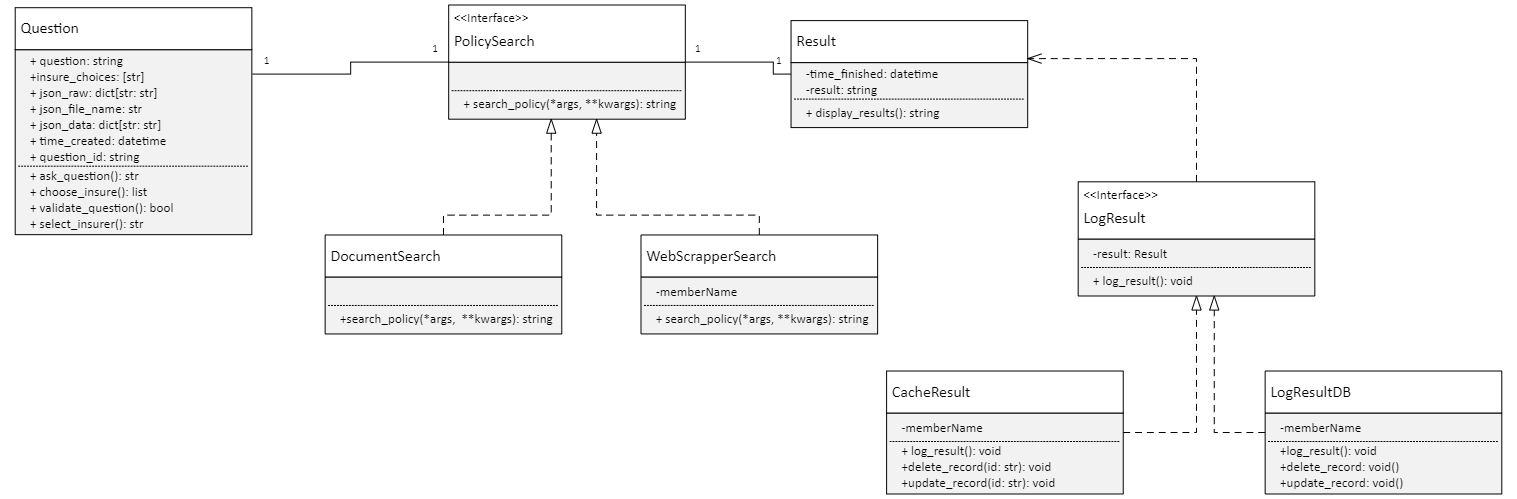 Question
+ question: string
+insure_choices: [str]
+ json_raw: dict[str: str]
+ json_file_name: str
+ json_data: dict[str: str]
+ time_created: datetime
+ question_id: string
+ ask_question(): str
+ choose_insure(): list
+ validate_question(): bool
+ select_insurer(): str
1
1
<<Interface>>
PolicySearch
+ search_policy(*args, **kwargs): string
1
1
Result
-time_finished: datetime
-result: string
+ display_results(): string
<<Interface>>
LogResult
-result: Result
+ log_result(): void
DocumentSearch
+search_policy(*args, **kwargs): string
WebScrapperSearch
-memberName
+ search_policy(*args, **kwargs): string
CacheResult
-memberName
+ log_result(): void
+delete_record(id: str): void
+update_record(id: str): void
LogResultDB
-memberName
+log_result(): void
+delete_record: void()
+update_record: void()